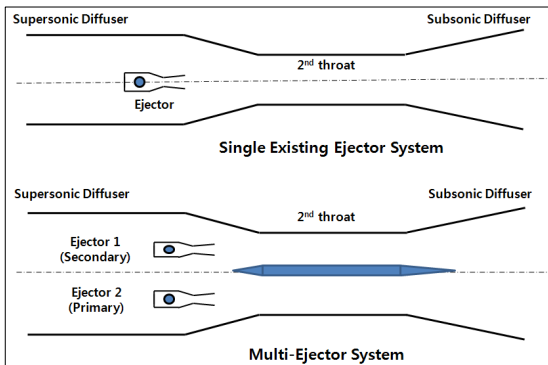 Supersonic Diffuser
Subsonic Diffuser
2nd throat
Ejector
Single Existing Ejector System
Supersonic Diffuser
Subsonic Diffuser
2nd throat
Ejector 1
(Secondary)
Ejector 2
(Primary)
Multi-Ejector System